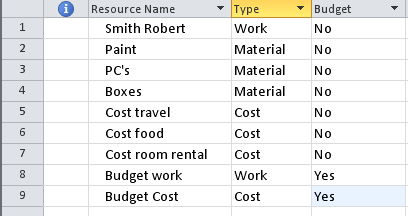 Resource Name Type Budget
1 Smith Robert Work No
2 Paint Material No
3 PC's Material No
4 Boxes Material No
5 Cost travel Cost No
6 Cost food Cost No
7 Cost room rental Cost No
8 Budget work Work Yes
9 Budget Cost Cost Yes